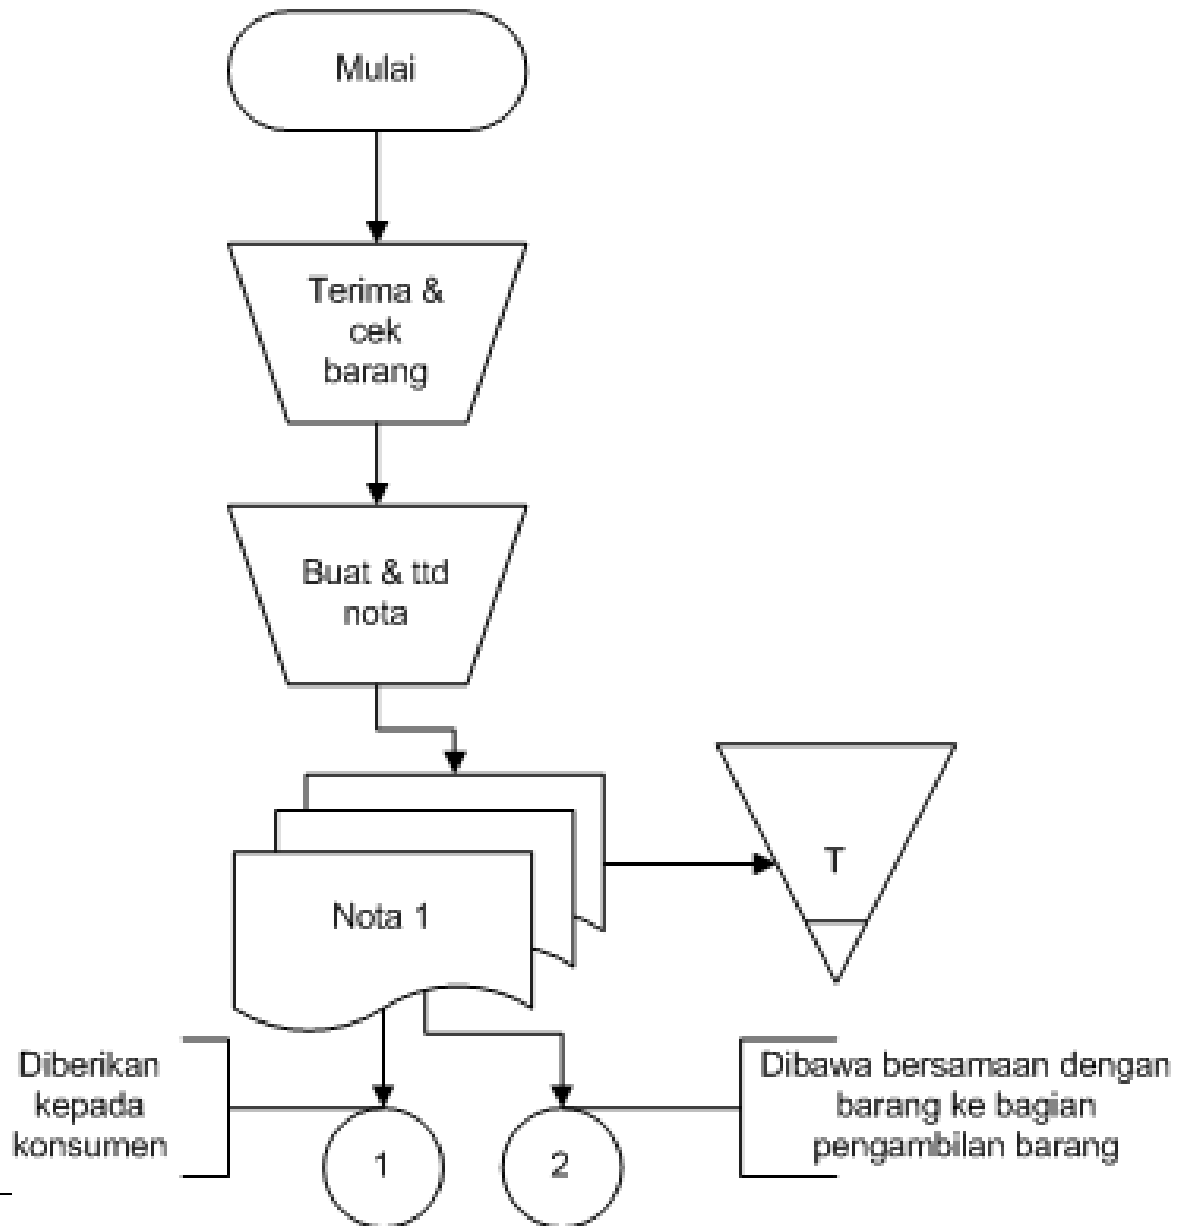 Mulai
Terima &
cek
barang
Buat & ttd
nota
T
Nota 1
Diberikan
kepada
konsumen
1
2
Dibawa bersamaan dengan
barang ke bagian
pengambilan barang